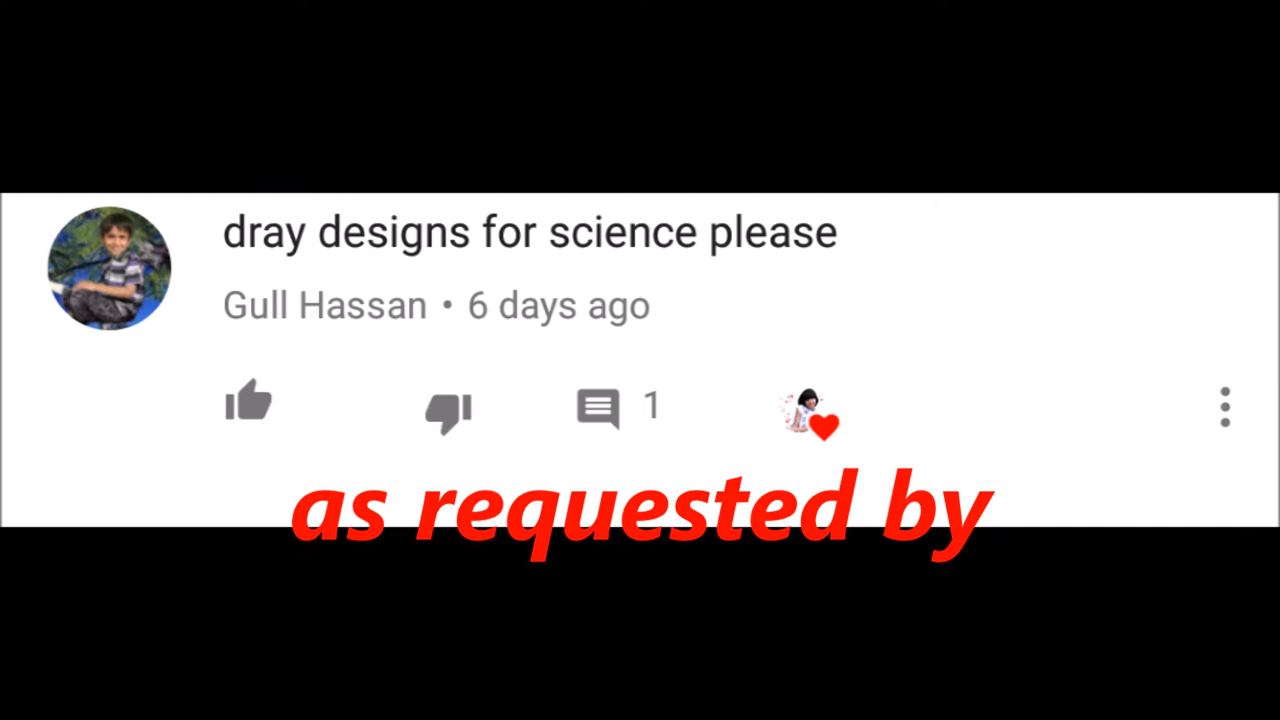 dray designs for science please
Gull Hassan • 6 days ago
1
as requested by